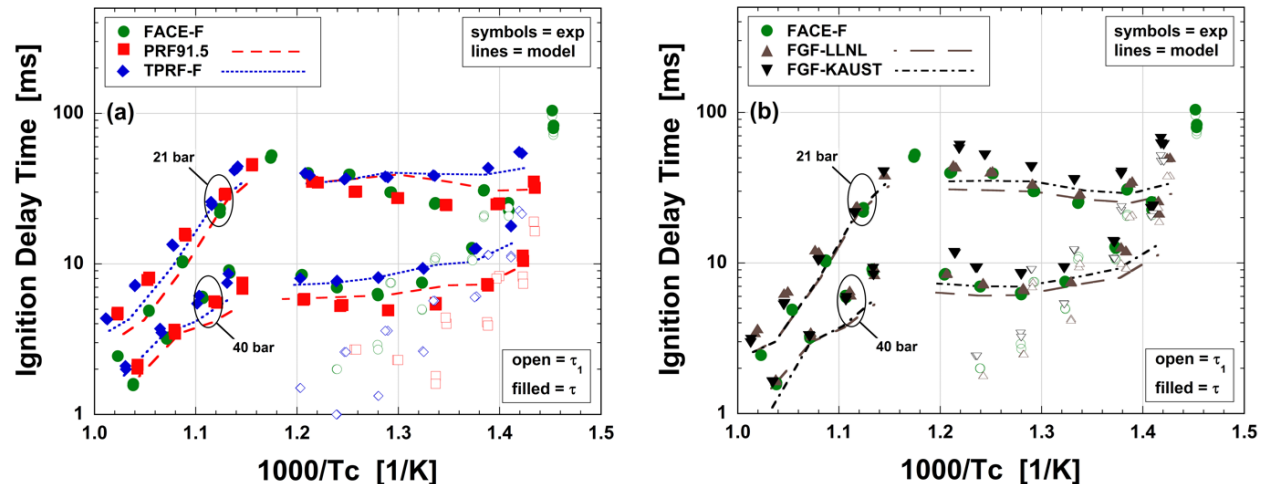 FACE-F
PRF91.5
TPRF-F
symbols = exp
lines = model
(a)
21 bar
40 bar
open = τ₁
filled = τ
Ignition Delay Time [ms]
100
10
1
1.0 1.1 1.2 1.3 1.4 1.5
1000/Tc [1/K]
FACE-F
FGF-LLNL
FGF-KAUST
symbols = exp
lines = model
(b)
21 bar
40 bar
open = τ₁
filled = τ
Ignition Delay Time [ms]
100
10
1
1.0 1.1 1.2 1.3 1.4 1.5
1000/Tc [1/K]